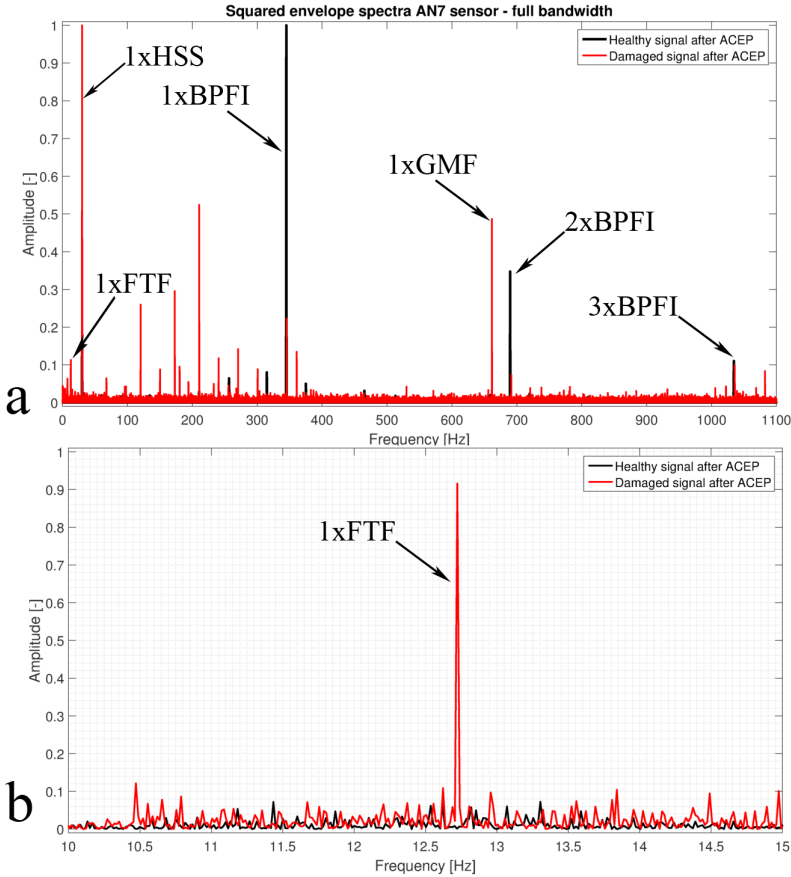 Squared envelope spectra AN7 sensor - full bandwidth
Healthy signal after ACEP
Damaged signal after ACEP
1xHSS
1xBPFI
1xGMF
2xBPFI
1xFTF
3xBPFI
Amplitude [-]
1
0.9
0.8
0.7
0.6
0.5
0.4
0.3
0.2
0.1
0
a
0 100 200 300 400 500 600 700 800 900 1000 1100
Frequency [Hz]
Healthy signal after ACEP
Damaged signal after ACEP
1xFTF
Amplitude [-]
1
0.9
0.8
0.7
0.6
0.5
0.4
0.3
0.2
0.1
0
b
10 10.5 11 11.5 12 12.5 13 13.5 14 14.5 15
Frequency [Hz]